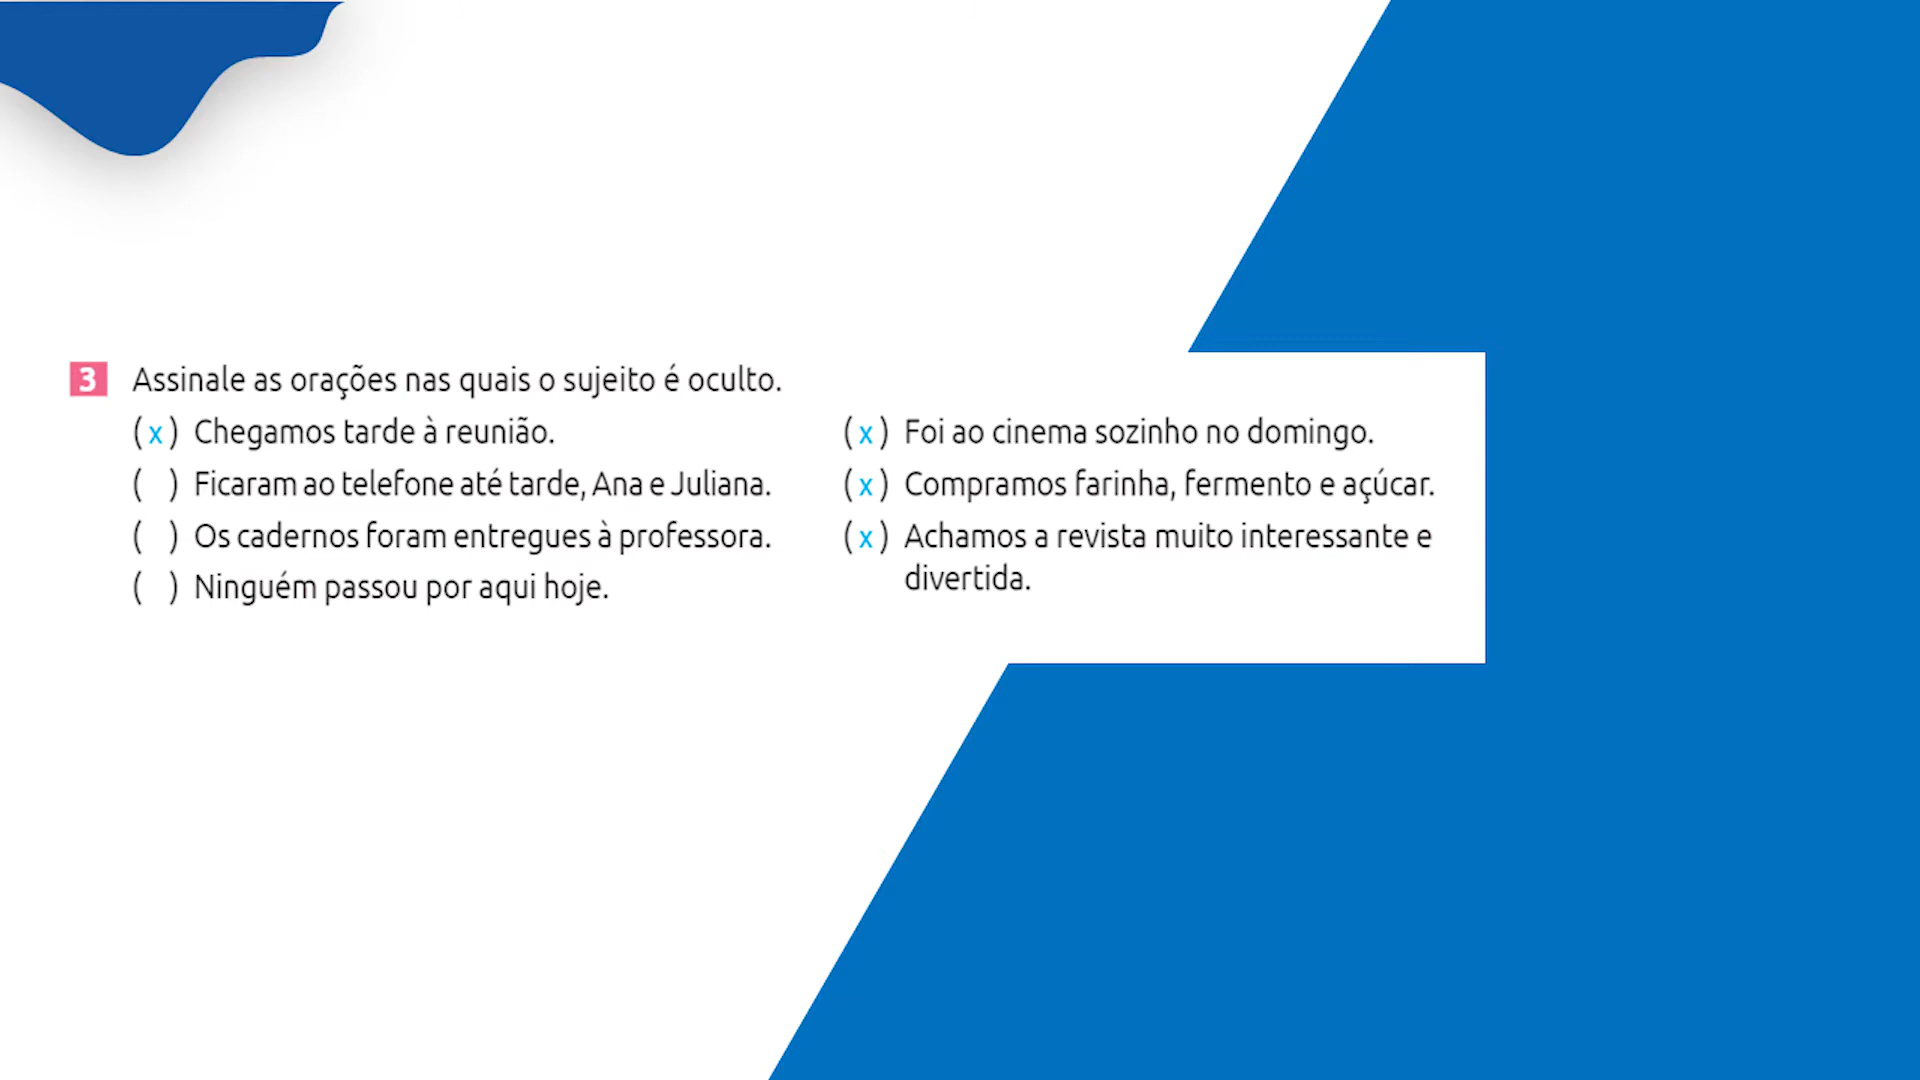 3 Assinale as orações nas quais o sujeito é oculto.
(x) Chegamos tarde à reunião.
( ) Ficaram ao telefone até tarde, Ana e Juliana.
( ) Os cadernos foram entregues à professora.
( ) Ninguém passou por aqui hoje.
(x) Foi ao cinema sozinho no domingo.
(x) Compramos farinha, fermento e açúcar.
(x) Achamos a revista muito interessante e
divertida.